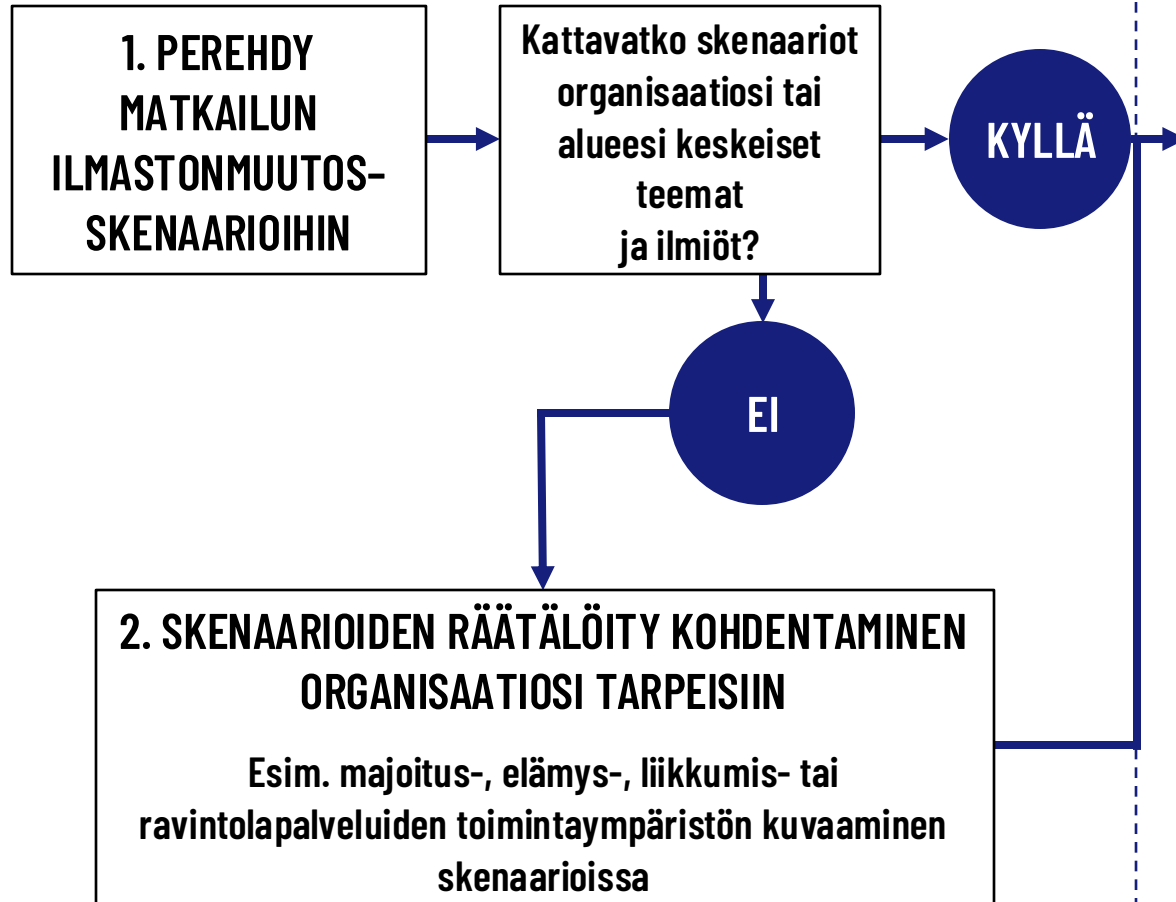 1. PEREHDY
MATKAILUN
ILMASTONMUUTOS-
SKENAARIOIHIN
Kattavatko skenaariot
organisaatiosi tai
alueesi keskeiset
teemat
ja ilmiöt?
KYLLÄ
EI
2. SKENAARIOIDEN RÄÄTÄLÖITY KOHDENTAMINEN
ORGANISAATIOSI TARPEISIIN
Esim. majoitus-, elämys-, liikkumis- tai
ravintolapalveluiden toimintaympäristön kuvaaminen
skenaarioissa